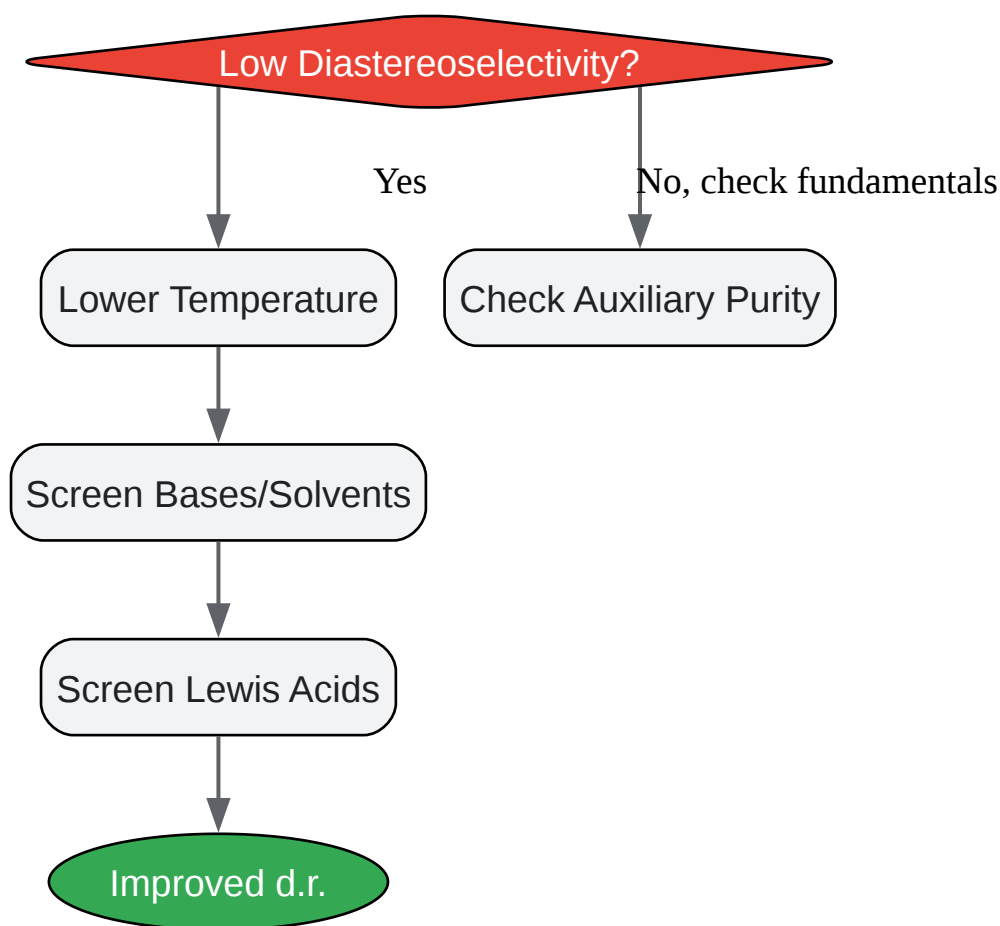 Low Diastereoselectivity?
Yes
No, check fundamentals
Lower Temperature
Check Auxiliary Purity
Screen Bases/Solvents
Screen Lewis Acids
Improved d.r.